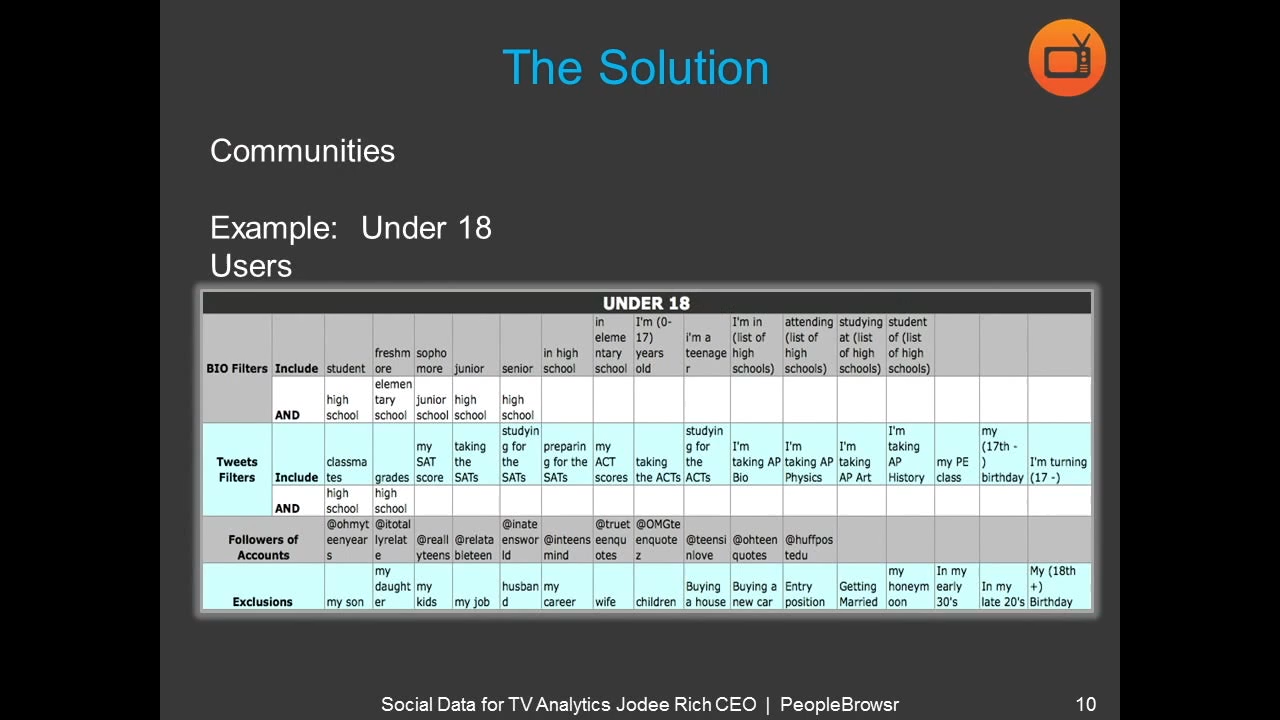 The Solution
Communities
Example: Under 18
Users
UNDER 18
BIO Filters Include student freshmore sophomore junior senior in high school in elementary school I'm (0-17) years old i'm a teenager I'm in (list of high schools) attending (list of high schools) studying at (list of high schools) student of (list of high schools)
AND high school elementary school junior school high school high school
Tweets Filters Include classmates grades my SAT score taking the SATs studying for the SATs preparing for the SATs my ACT scores taking the ACTs studying for the ACTs I'm taking AP Bio I'm taking AP Physics I'm taking AP Art I'm taking AP History my PE class my (17th - ) birthday I'm turning (17 -)
AND high school high school
Followers of Accounts @ohmyteenyears @itotallyrelate @reallyteens @relatableteen @inateensworld @inteensmind @trueteenquotes @OMGteenquotez @teensinlove @ohteenquotes @huffpostedu
Exclusions my son my daughter my kids my job husband my career wife children Buying a house Buying a new car Entry position Getting Married my honeymoon In my early 30's In my late 20's My (18th +) Birthday
Social Data for TV Analytics Jodee Rich CEO | PeopleBrowsr 10